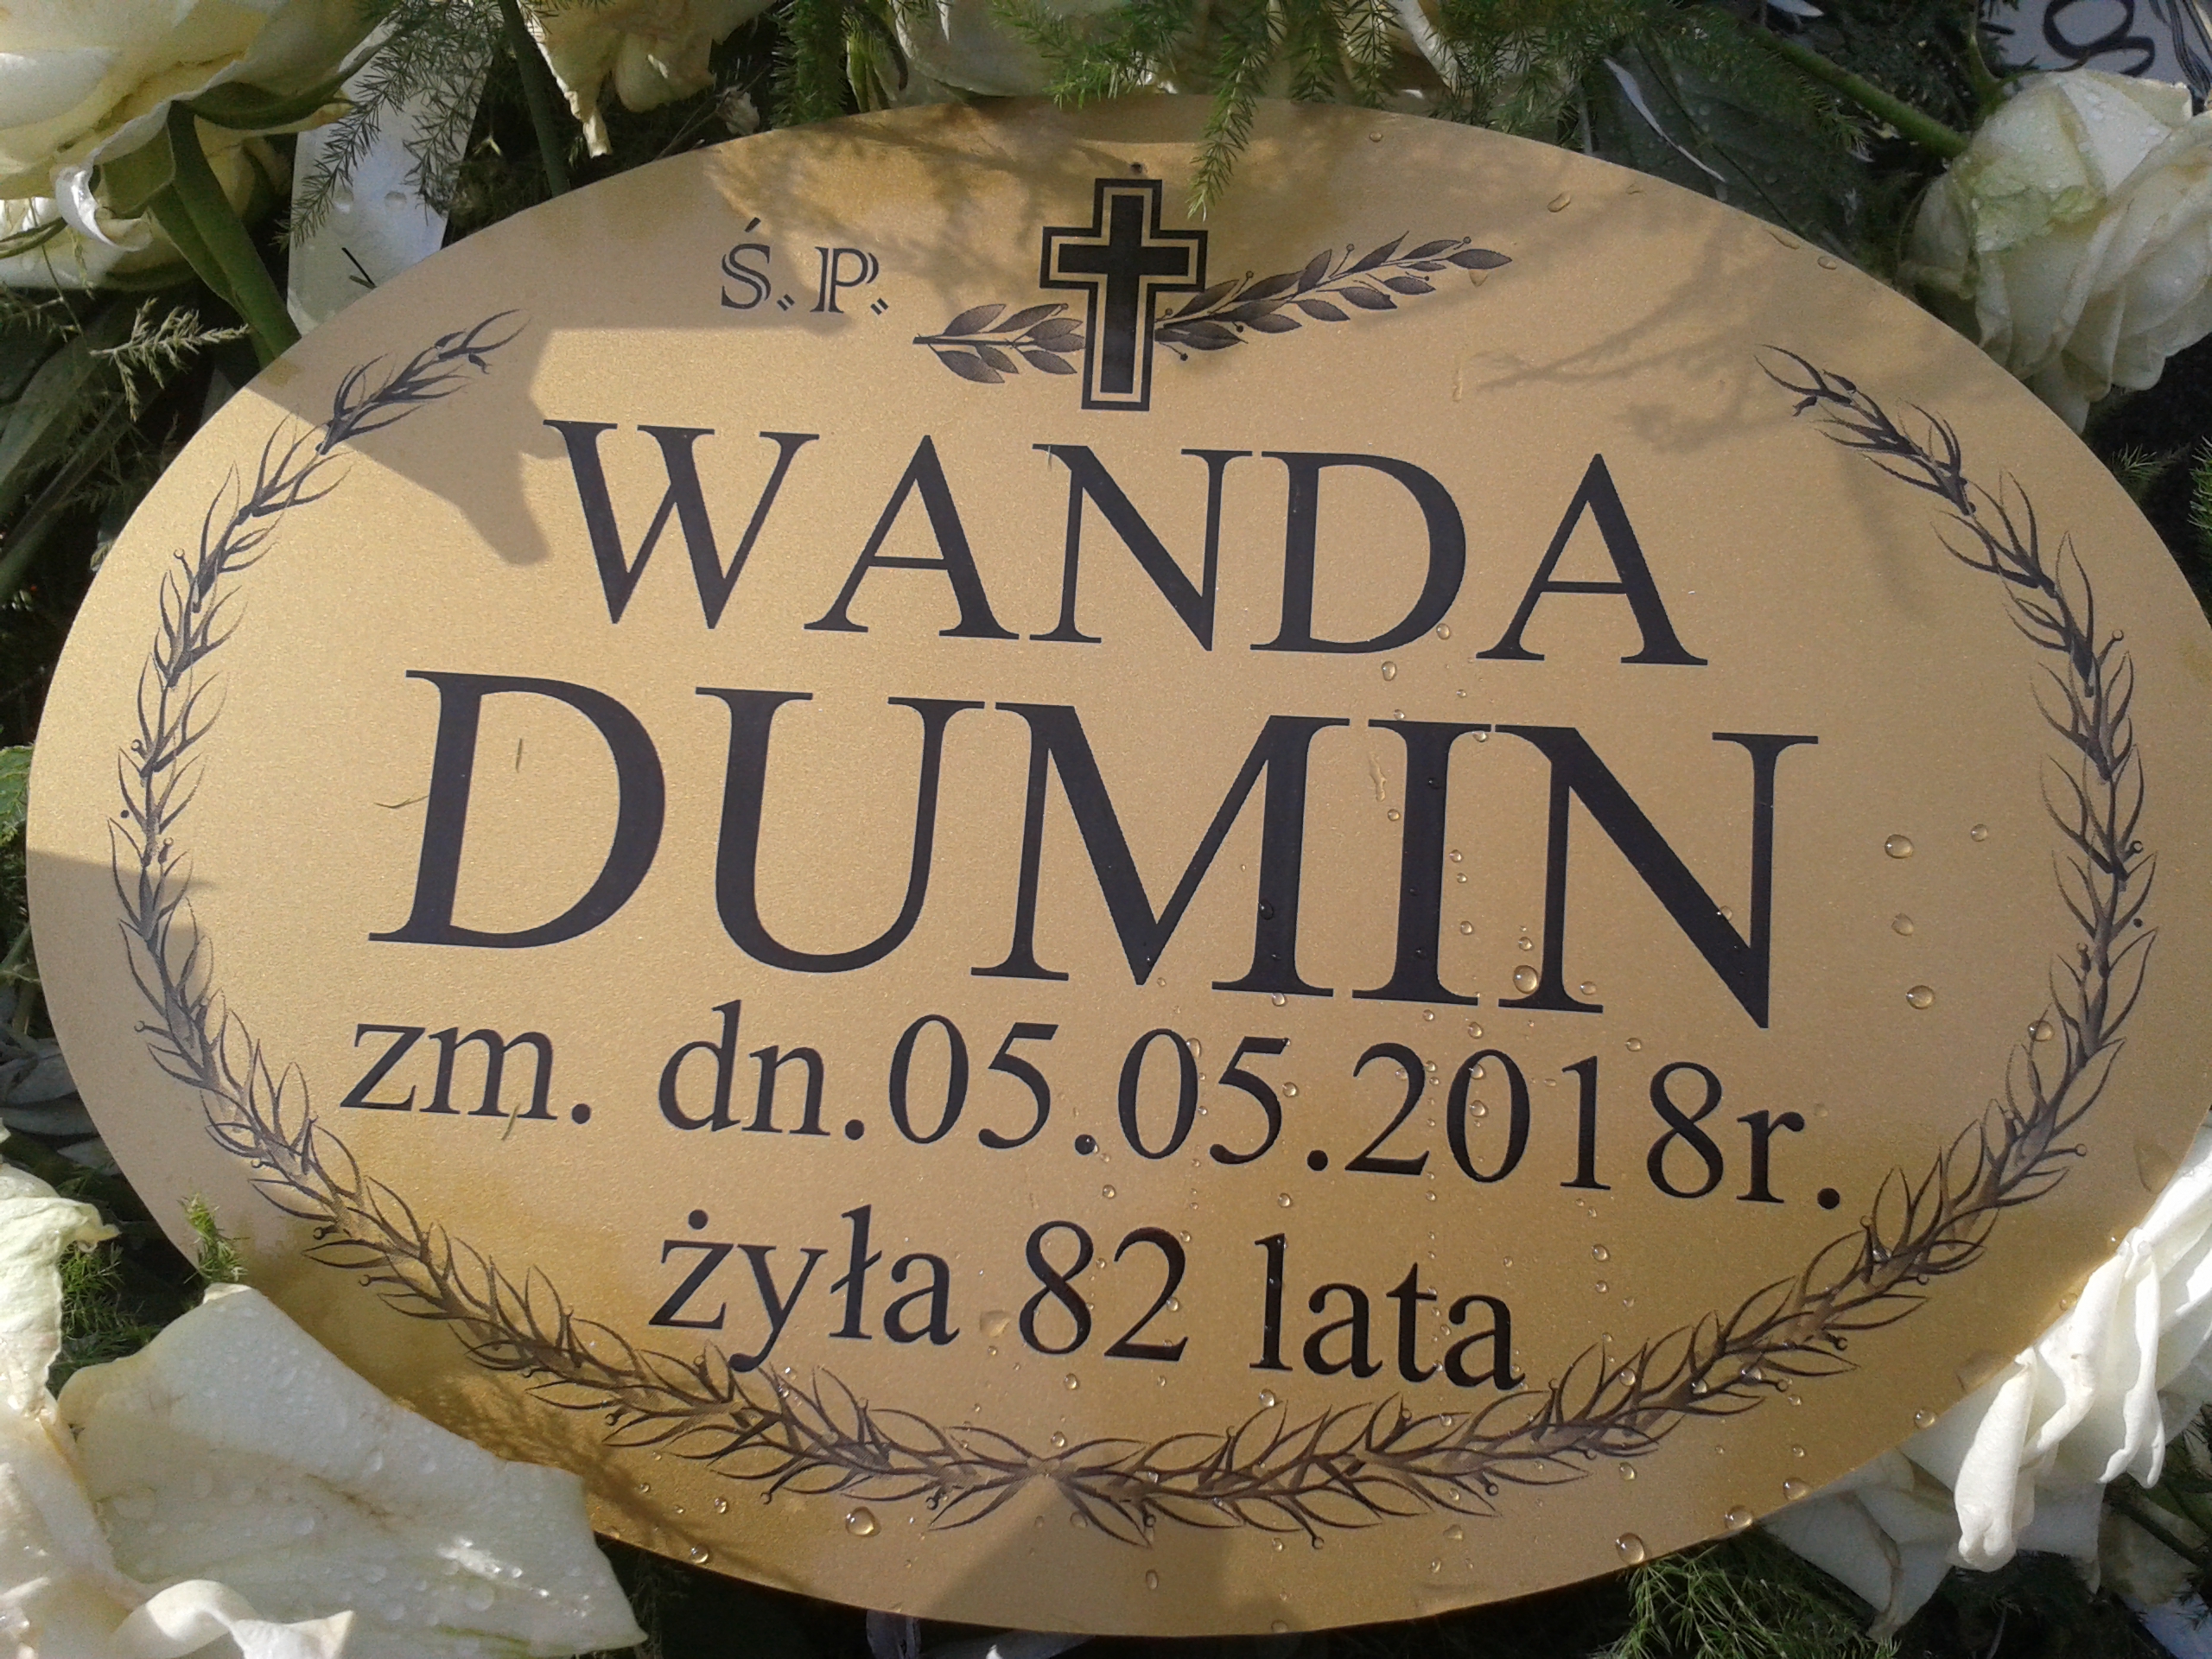 Ś.P.
WANDA
DUMIN
zm. dn.05.05.2018r.
żyła 82 lata